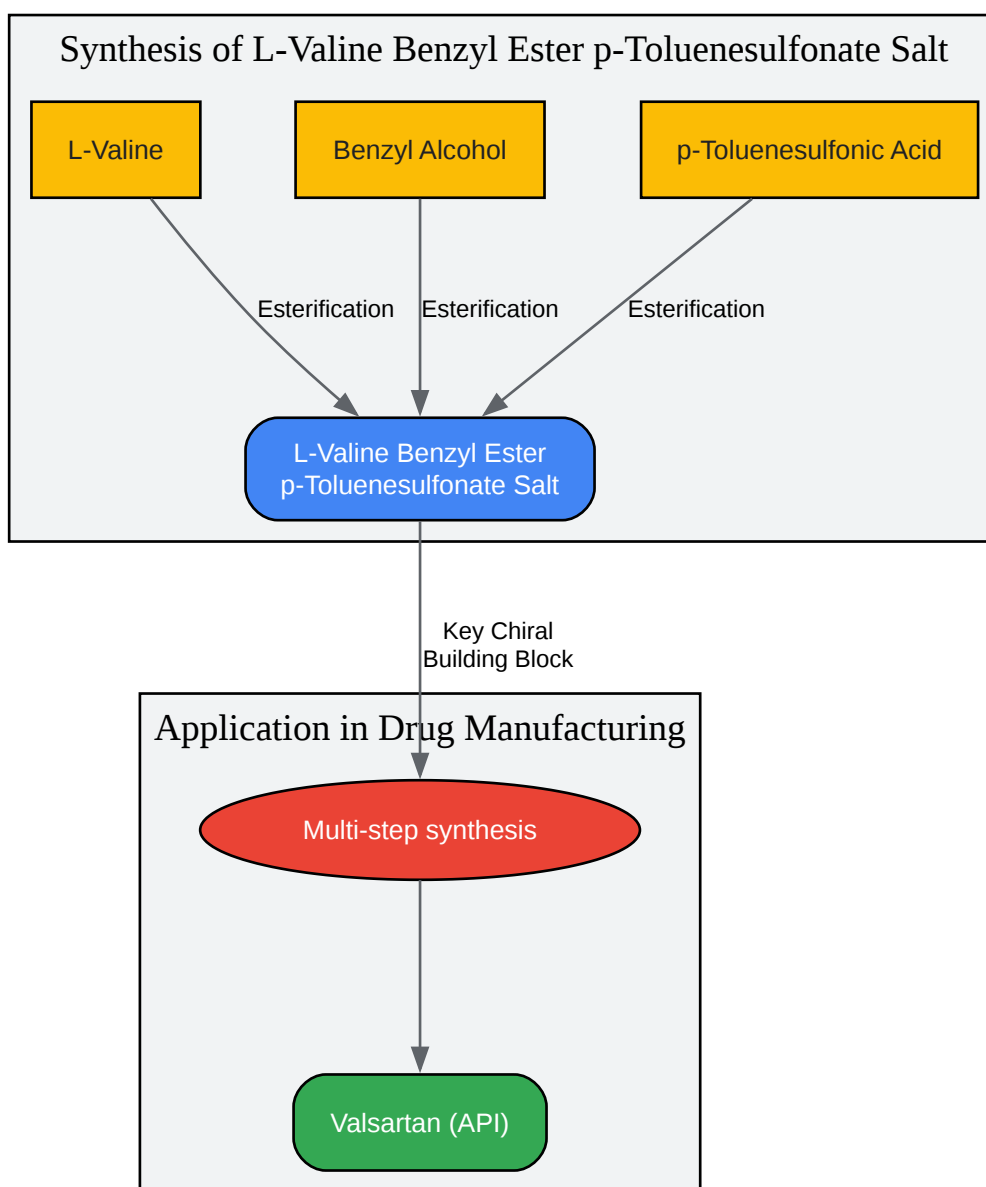 Synthesis of L-Valine Benzyl Ester p-Toluenesulfonate Salt
L-Valine
Benzyl Alcohol
p-Toluenesulfonic Acid
Esterification
Esterification
Esterification
L-Valine Benzyl Ester
p-Toluenesulfonate Salt
Key Chiral
Building Block
Application in Drug Manufacturing
Multi-step synthesis
Valsartan (API)